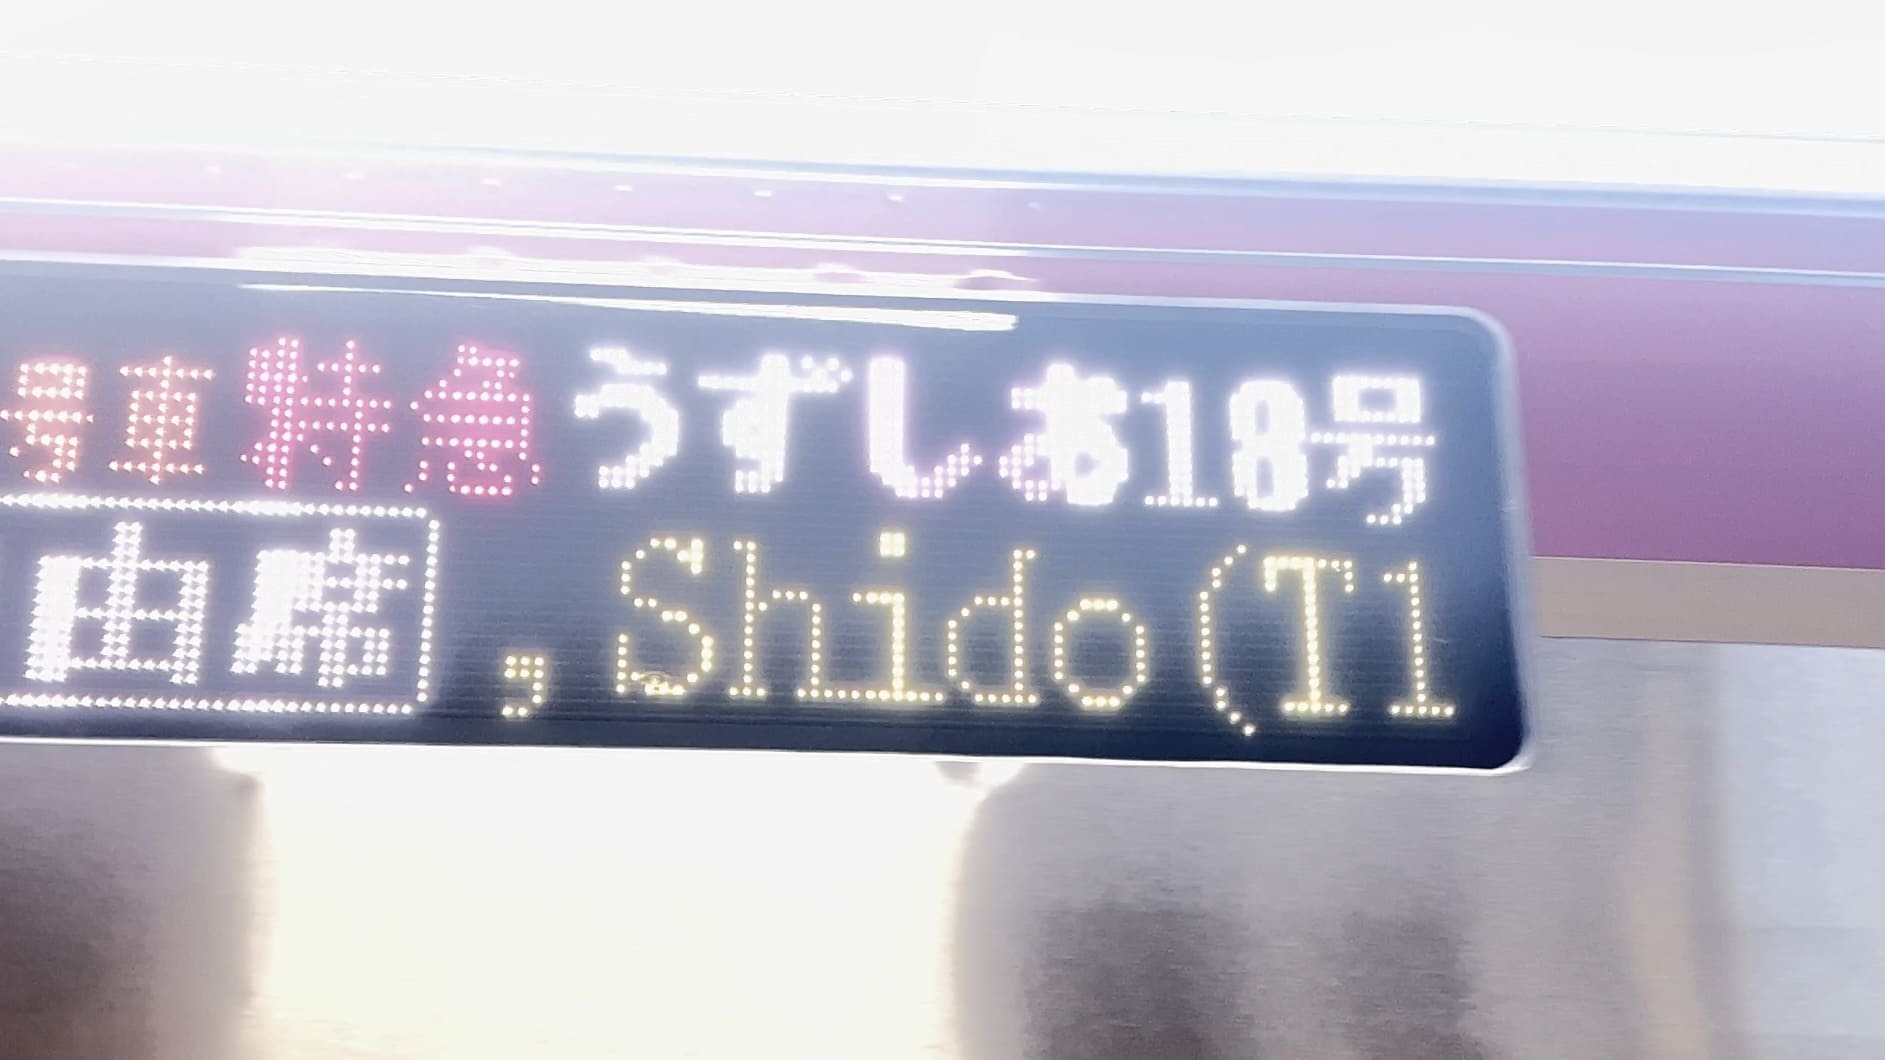 号車 特急 うずしお18号
由席 , Shido(T1